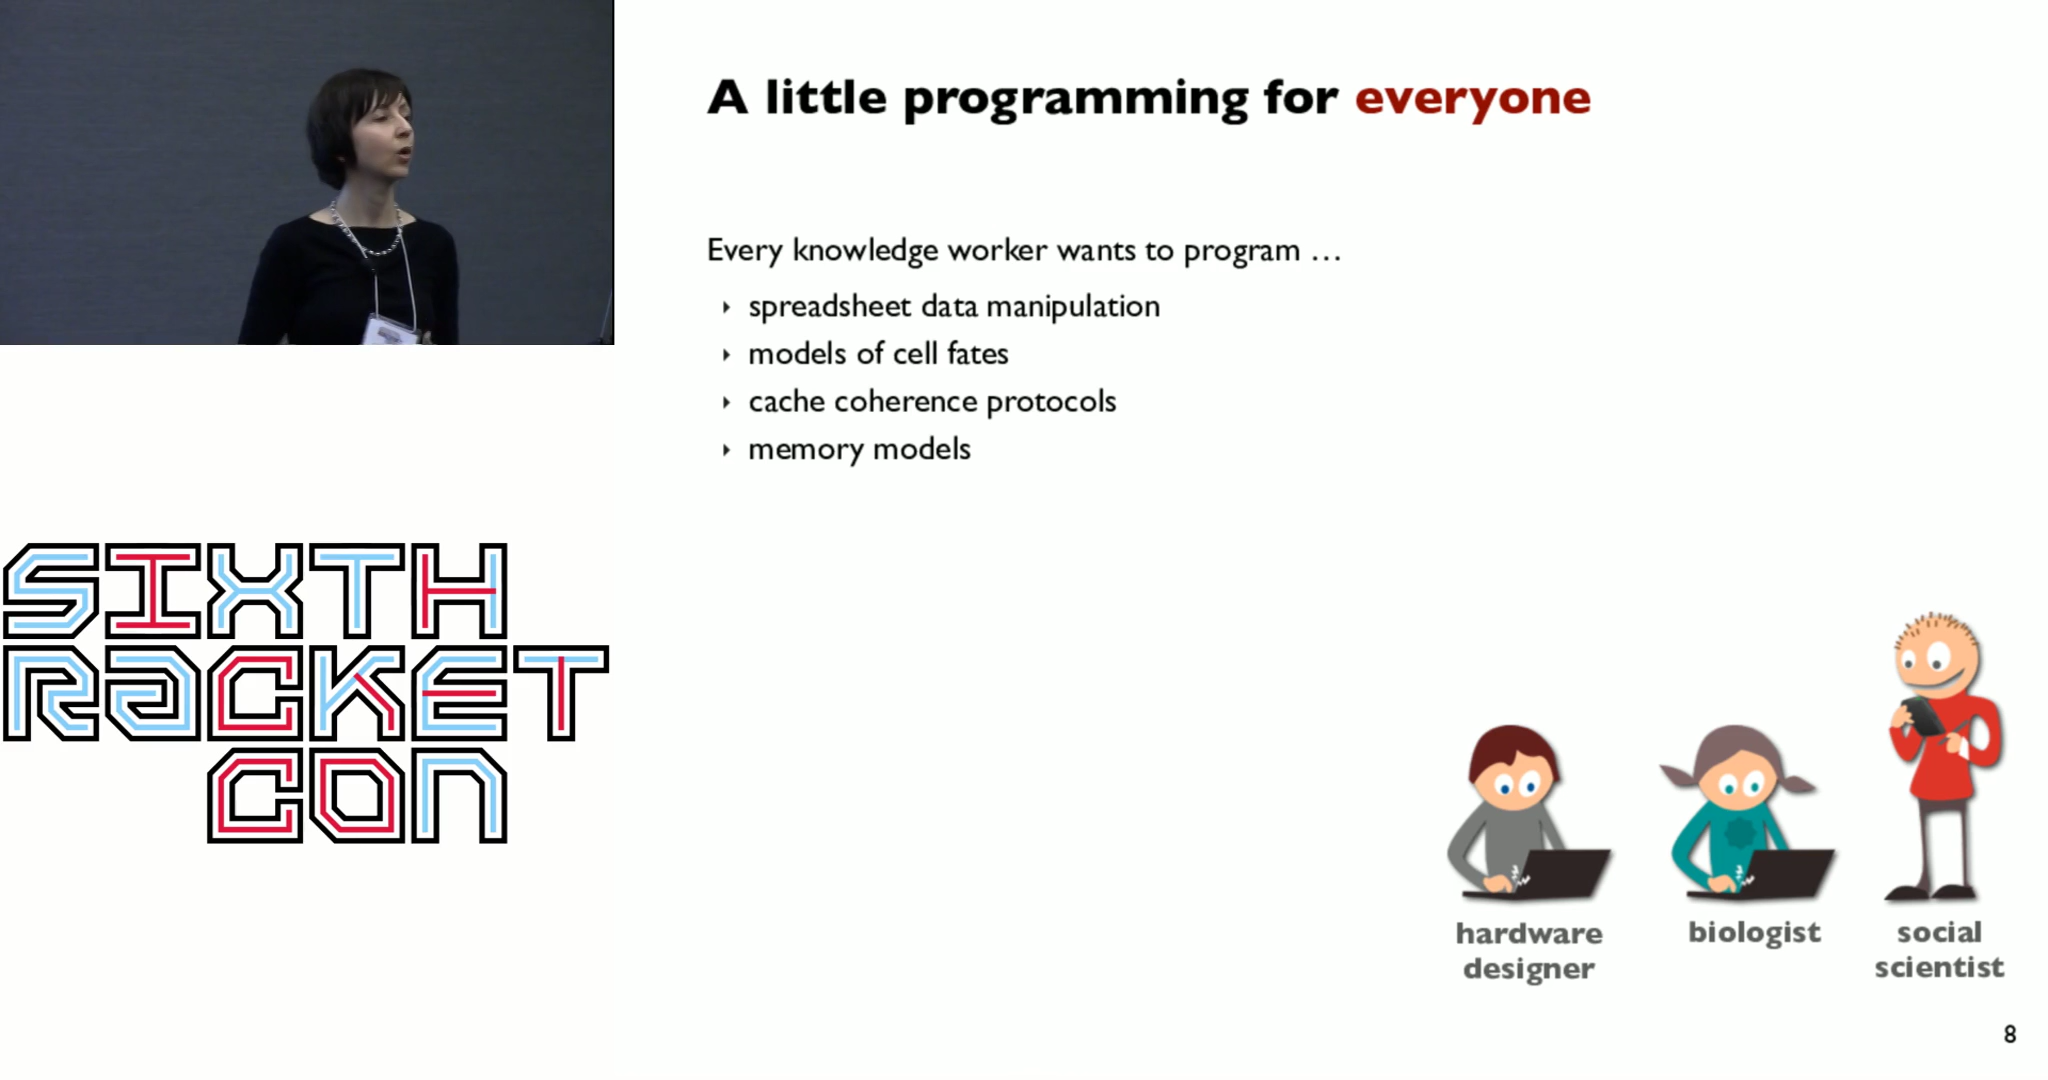 A little programming for everyone
Every knowledge worker wants to program …
‣ spreadsheet data manipulation
‣ models of cell fates
‣ cache coherence protocols
‣ memory models
SIXTH
RACKET
CON
hardware
designer
biologist
social
scientist
8